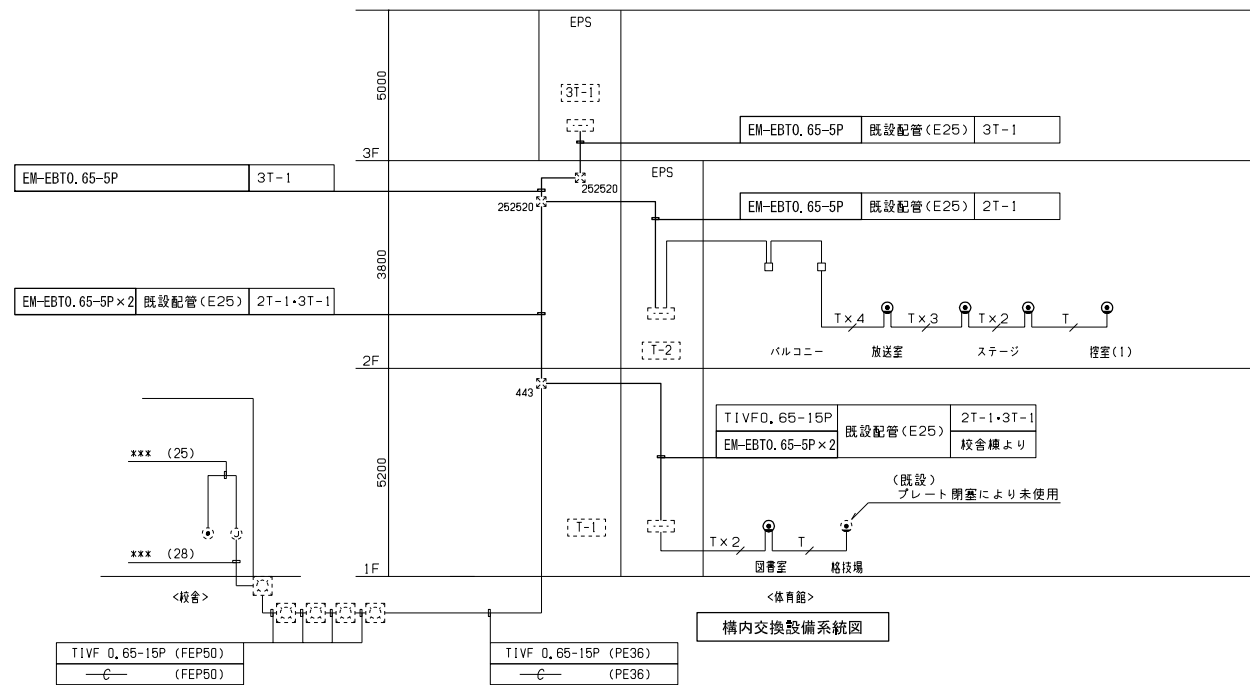 EPS
5000
3T-1
EM-EBT0.65-5P 既設配管(E25) 3T-1
3F
EM-EBT0.65-5P 3T-1
252520
EPS
252520
EM-EBT0.65-5P 既設配管(E25) 2T-1
3800
EM-EBT0.65-5P×2 既設配管(E25) 2T-1・3T-1
T×4 T×3 T×2 T
T-2
バルコニー 放送室 ステージ 控室(1)
2F
443
TIVF0.65-15P 既設配管(E25) 2T-1・3T-1
EM-EBT0.65-5P×2 校舎棟より
*** (25)
5200
(既設)
プレート閉塞により未使用
T-1
T×2 T
*** (28)
図書室 格技場
1F
<校舎> <体育館>
構内交換設備系統図
TIVF 0.65-15P (FEP50)
C (FEP50)
TIVF 0.65-15P (PE36)
C (PE36)